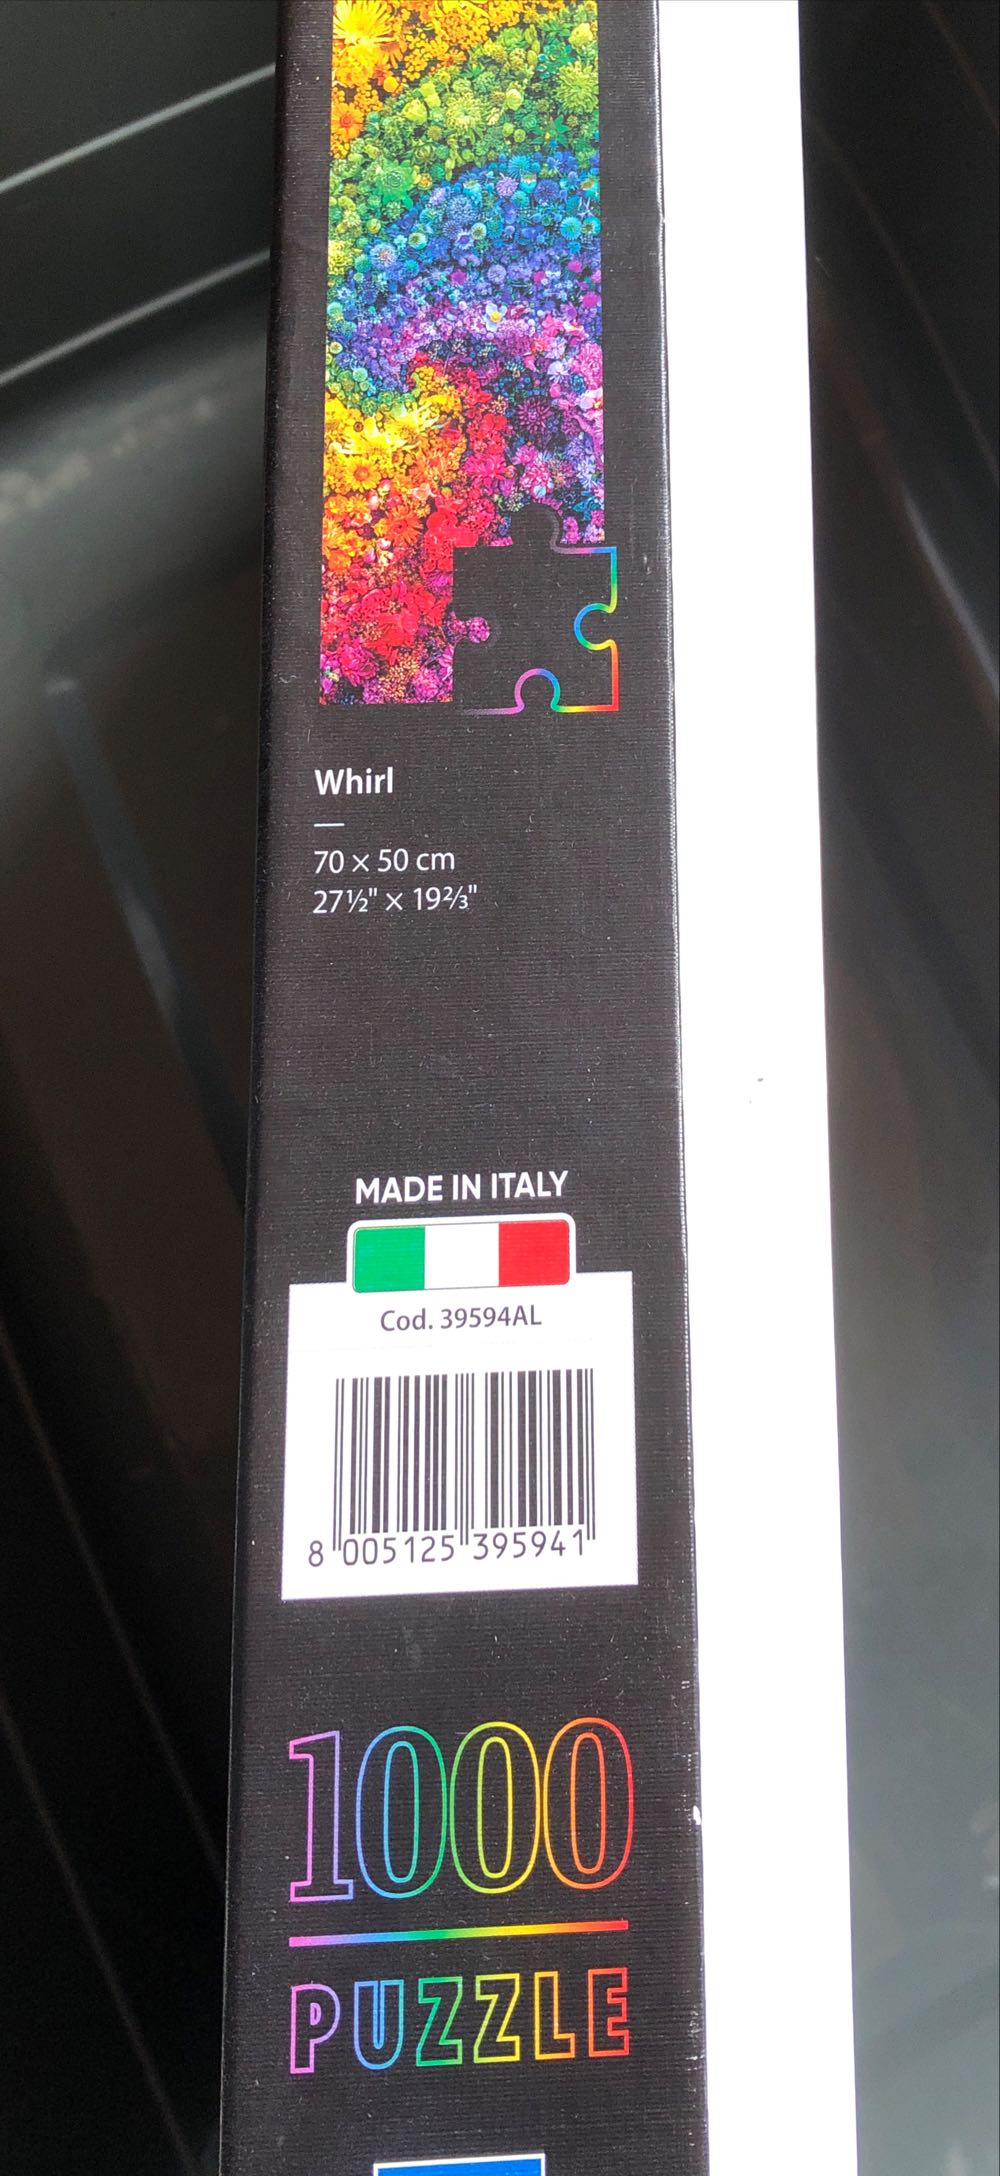 Whirl
70 × 50 cm
27½" × 19⅔"
MADE IN ITALY
Cod. 39594AL
8 005125 395941
1000
PUZZLE